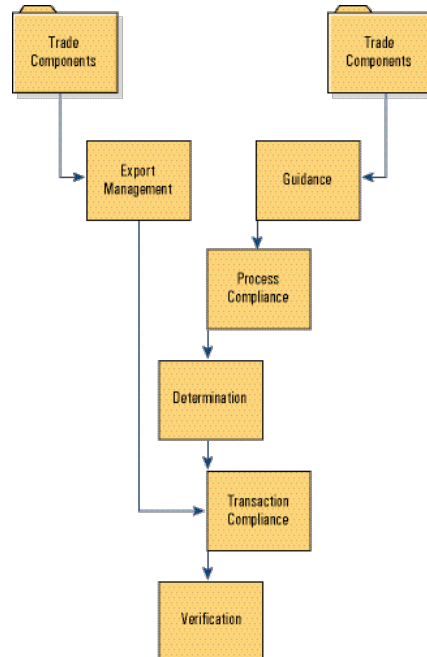 Trade
Components
Trade
Components
Export
Management
Guidance
Process
Compliance
Determination
Transaction
Compliance
Verification